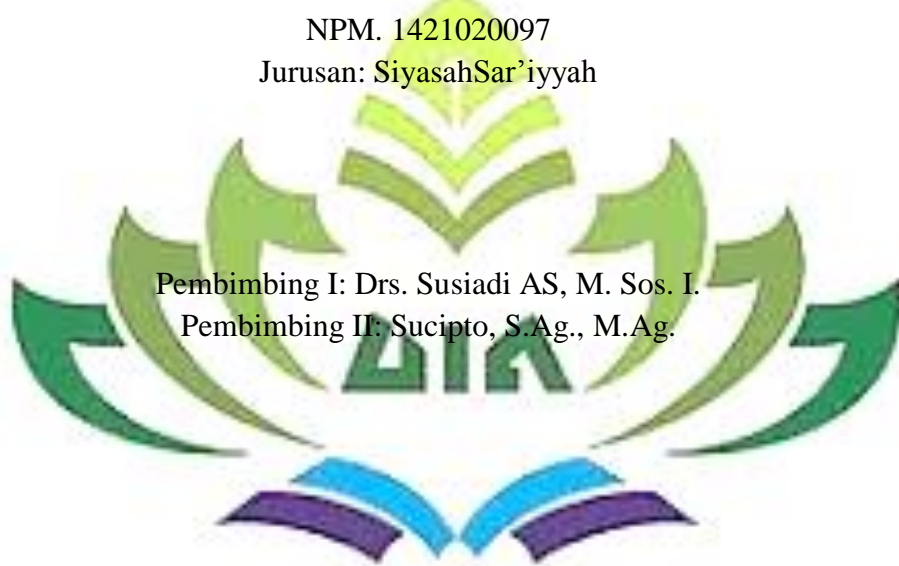 NPM. 1421020097
Jurusan: SiyasahSar’iyyah
Pembimbing I: Drs. Susiadi AS, M. Sos. I.
Pembimbing II: Sucipto, S.Ag., M.Ag.